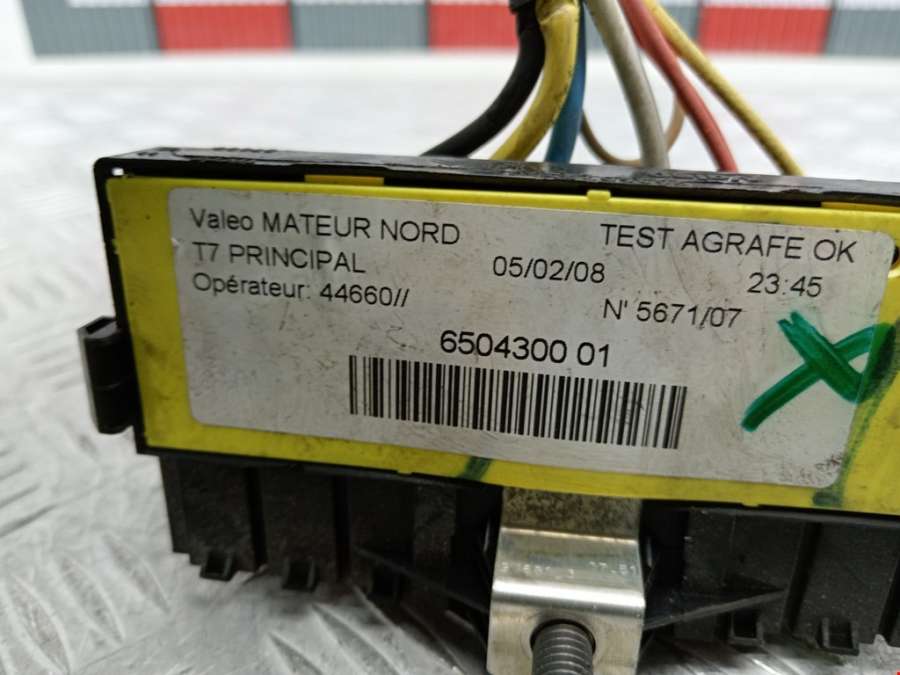 Valeo MATEUR NORD TEST AGRAFE OK
T7 PRINCIPAL 05/02/08 23:45
Opérateur: 44660// N' 5671/07
6504300 01